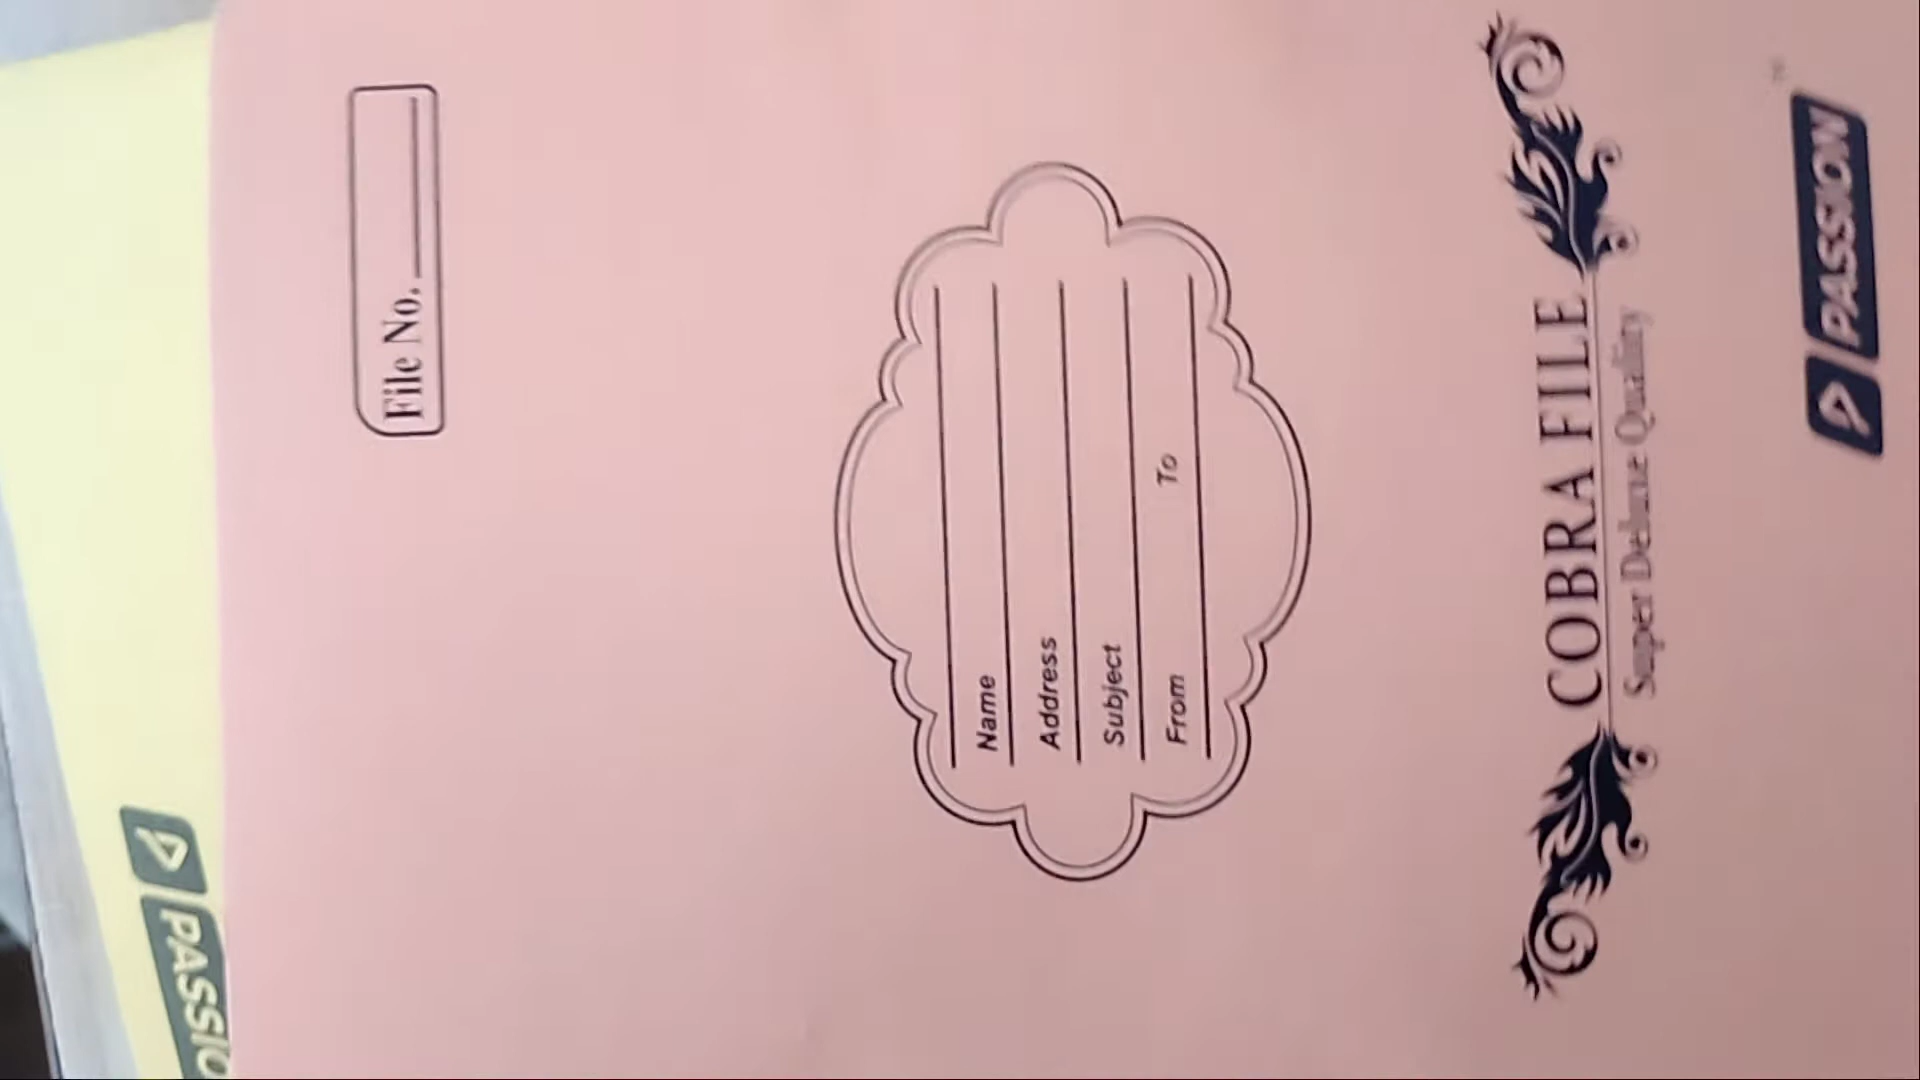 File No.
Name
Address
Subject
From To
COBRA FILE
Super Deluxe Quality
PASSION
PASSIO